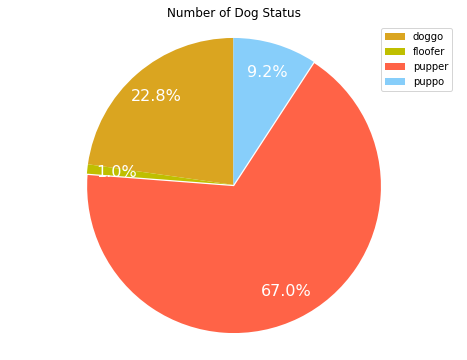 Number of Dog Status
doggo
floofer
pupper
puppo
9.2%
22.8%
1.0%
67.0%